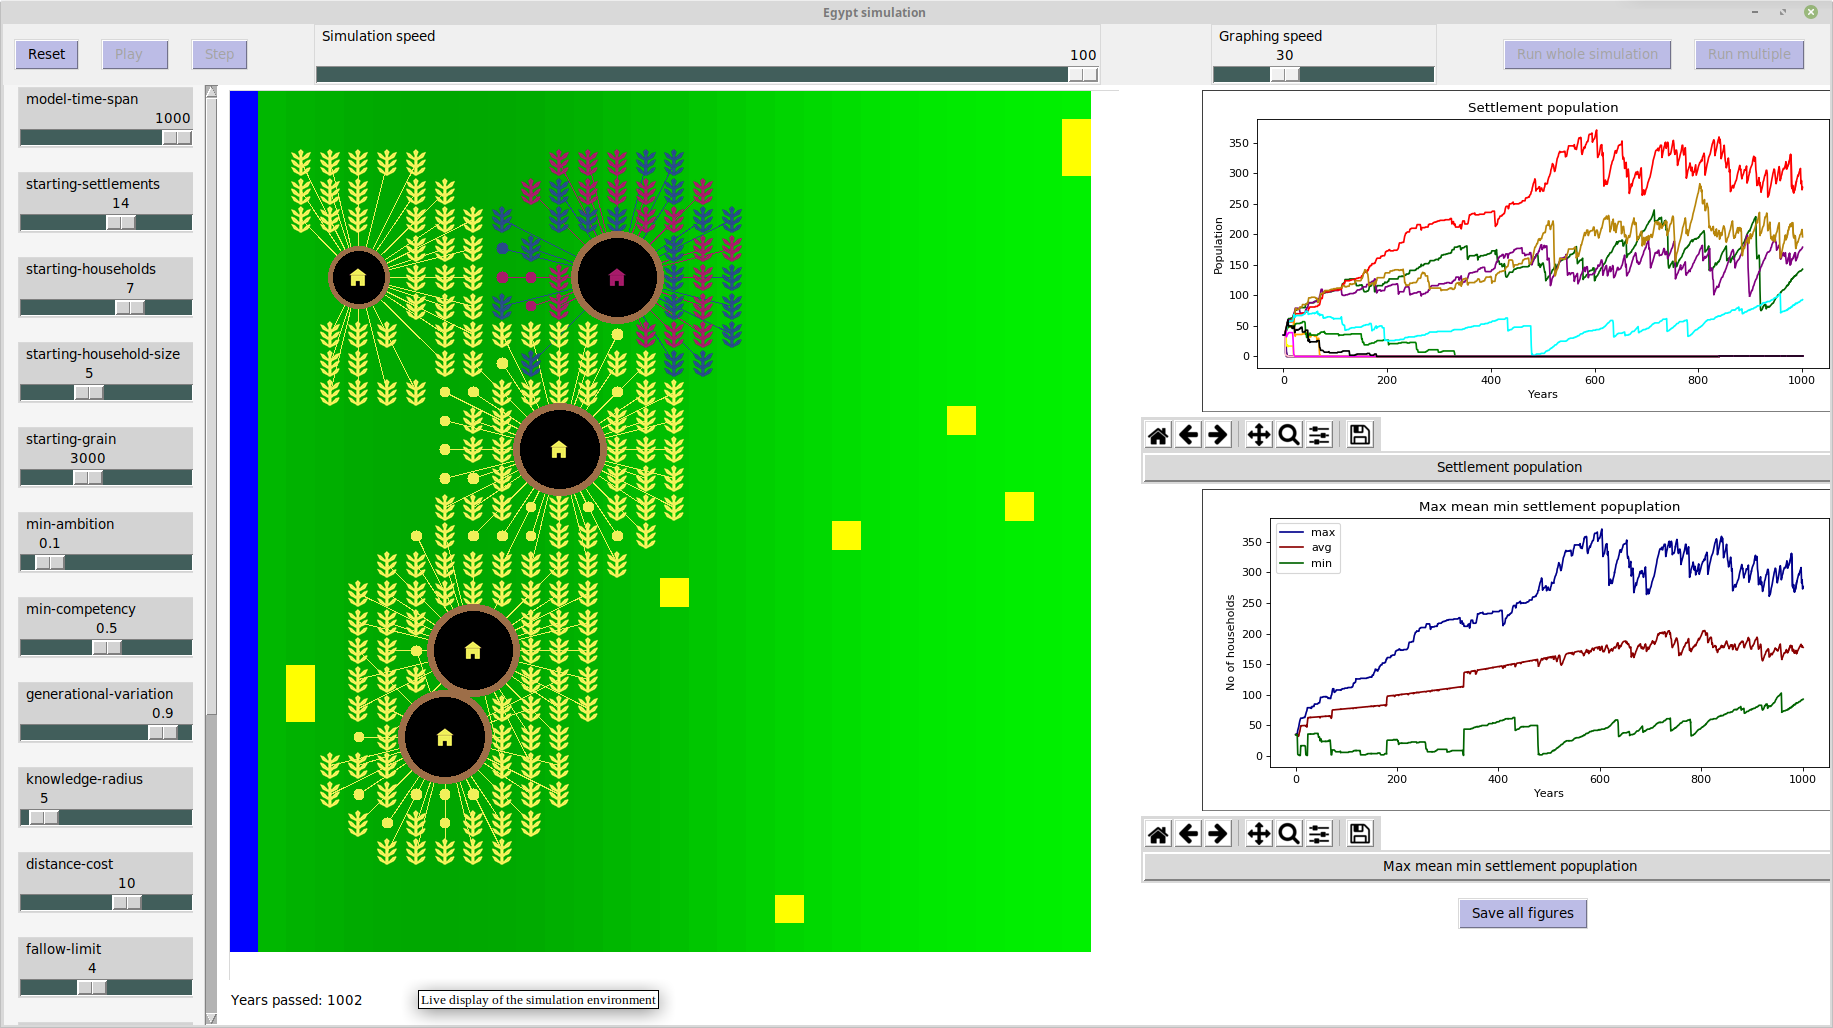 Egypt simulation
Reset
Play
Step
Simulation speed
100
Graphing speed
30
Run whole simulation
Run multiple
model-time-span
1000
starting-settlements
14
starting-households
7
starting-household-size
5
starting-grain
3000
min-ambition
0.1
min-competency
0.5
generational-variation
0.9
knowledge-radius
5
distance-cost
10
fallow-limit
4
Years passed: 1002
Live display of the simulation environment
Settlement population
Population
350
300
250
200
150
100
50
0
0 200 400 600 800 1000
Years
Settlement population
Max mean min settlement popuplation
max
avg
min
No of households
350
300
250
200
150
100
50
0
0 200 400 600 800 1000
Years
Max mean min settlement popuplation
Save all figures